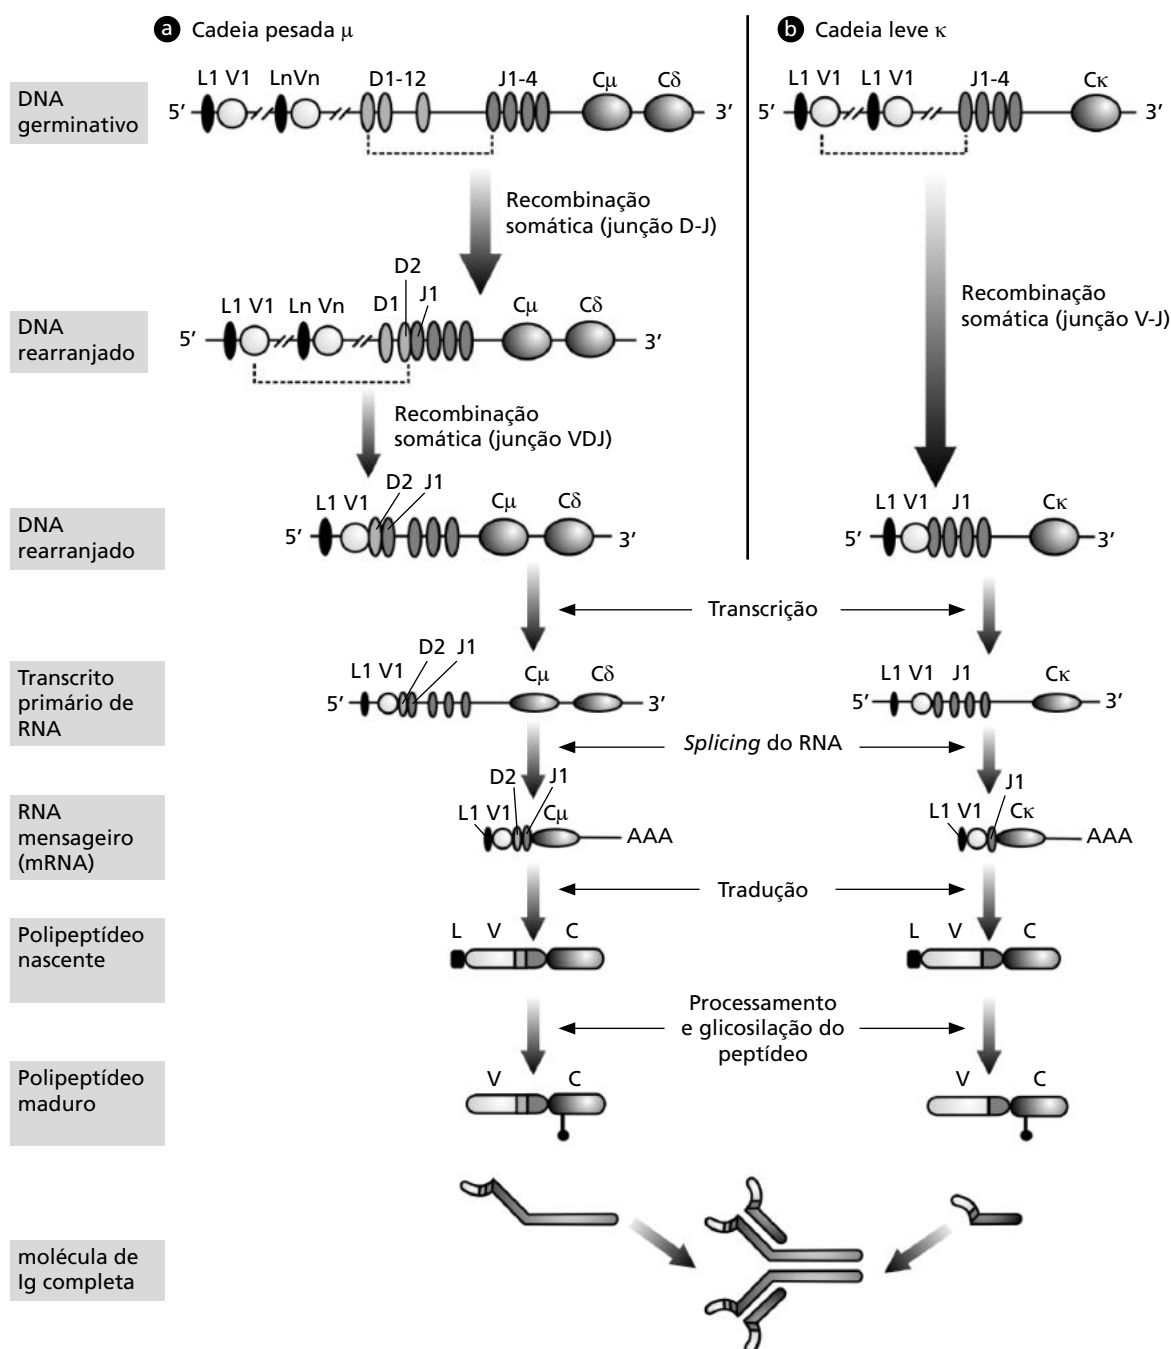 a Cadeia pesada μ
b Cadeia leve κ
DNA
germinativo
L1 V1 LnVn D1-12 J1-4 Cμ Cδ
5’ 3’
L1 V1 L1 V1 J1-4 Cκ
5’ 3’
Recombinação
somática (junção D-J)
DNA
rearranjado
D2
L1 V1 Ln Vn D1 J1 Cμ Cδ
5’ 3’
Recombinação
somática (junção V-J)
Recombinação
somática (junção VDJ)
DNA
rearranjado
D2 J1
L1 V1 Cμ Cδ
5’ 3’
L1 V1 J1 Cκ
5’ 3’
Transcrição
Transcrito
primário de
RNA
D2 J1
L1 V1 Cμ Cδ
5’ 3’
L1 V1 J1 Cκ
5’ 3’
Splicing do RNA
RNA
mensageiro
(mRNA)
D2 J1
L1 V1 Cμ
AAA
J1
L1 V1 Cκ
AAA
Tradução
Polipeptídeo
nascente
L V C
L V C
Processamento
e glicosilação do
peptídeo
Polipeptídeo
maduro
V C
V C
molécula de
Ig completa